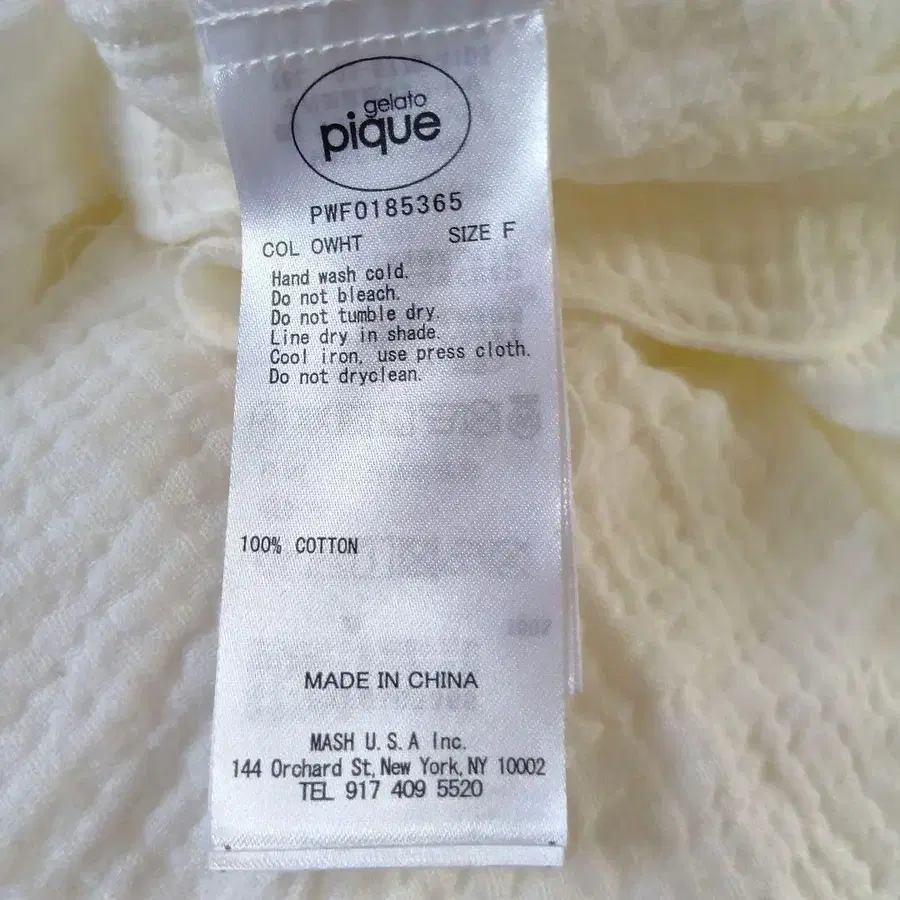 gelato
pique
PWFO185365
COL OWHT SIZE F
Hand wash cold.
Do not bleach.
Do not tumble dry.
Line dry in shade.
Cool iron, use press cloth.
Do not dryclean.
100% COTTON
MADE IN CHINA
MASH U.S.A Inc.
144 Orchard St, New York, NY 10002
TEL 917 409 5520